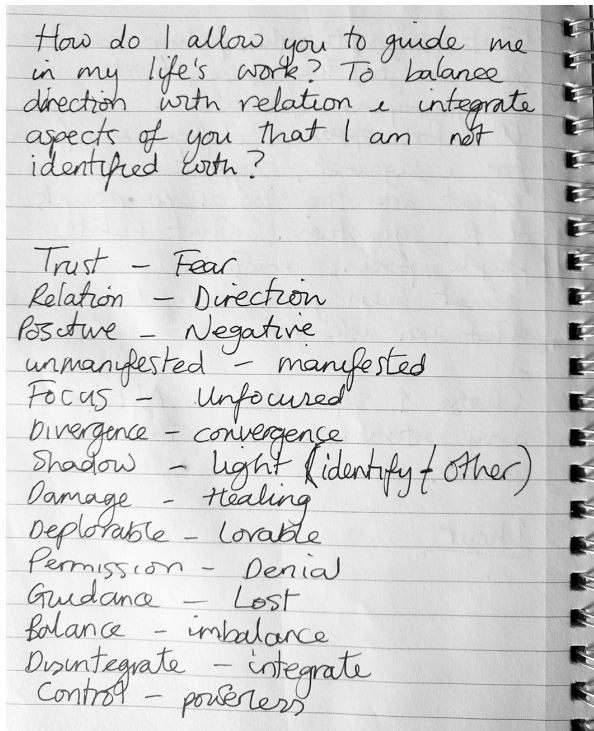 How do I allow you to guide me
in my life's work? To balance
direction with relation & integrate
aspects of you that I am not
identified with?
Trust - Fear
Relation - Direction
Positive - Negative
unmanifested - manifested
Focus - Unfocused
Divergence - convergence
Shadow - light (identify + other)
Damage - Healing
Deplorable - Lovable
Permission - Denial
Guidance - Lost
Balance - imbalance
Disintegrate - integrate
Control - powerless